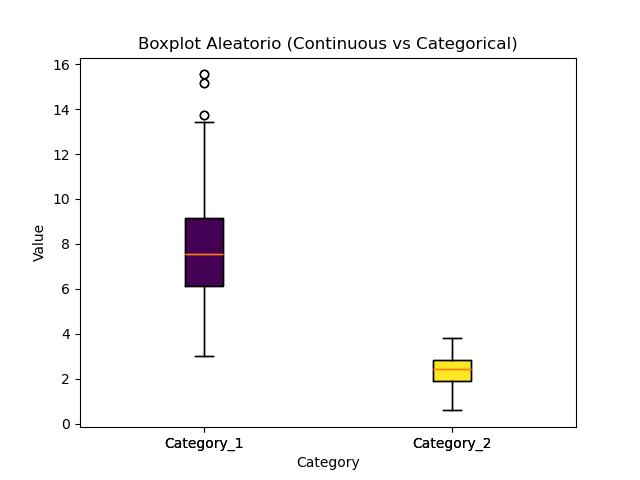 Boxplot Aleatorio (Continuous vs Categorical)
16
14
12
10
8
6
4
2
0
Value
Category_1
Category_2
Category